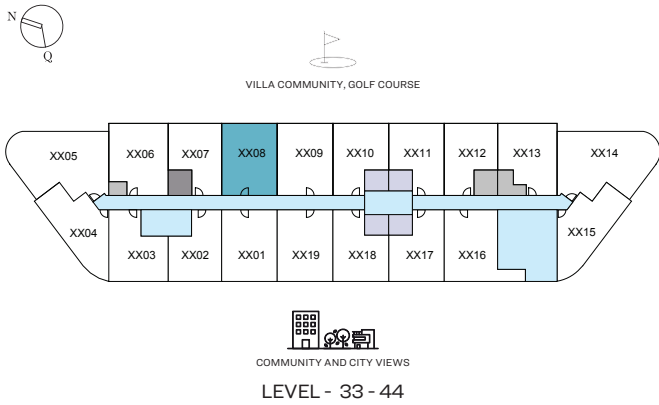 N
Q
VILLA COMMUNITY, GOLF COURSE
XX05 XX06 XX07 XX08 XX09 XX10 XX11 XX12 XX13 XX14
XX04 XX03 XX02 XX01 XX19 XX18 XX17 XX16 XX15
COMMUNITY AND CITY VIEWS
LEVEL - 33 - 44